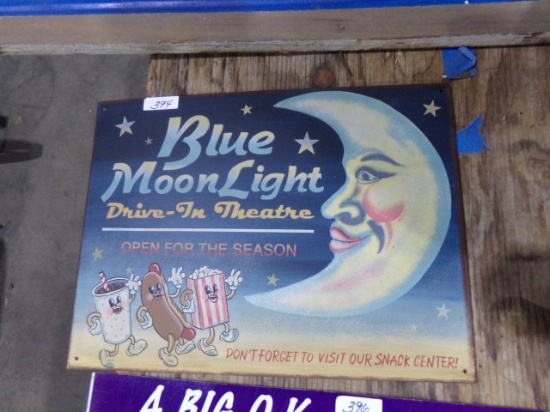 394
Blue
MoonLight
Drive-In Theatre
OPEN FOR THE SEASON
DON'T FORGET TO VISIT OUR SNACK CENTER!
A BIG O.K.
396